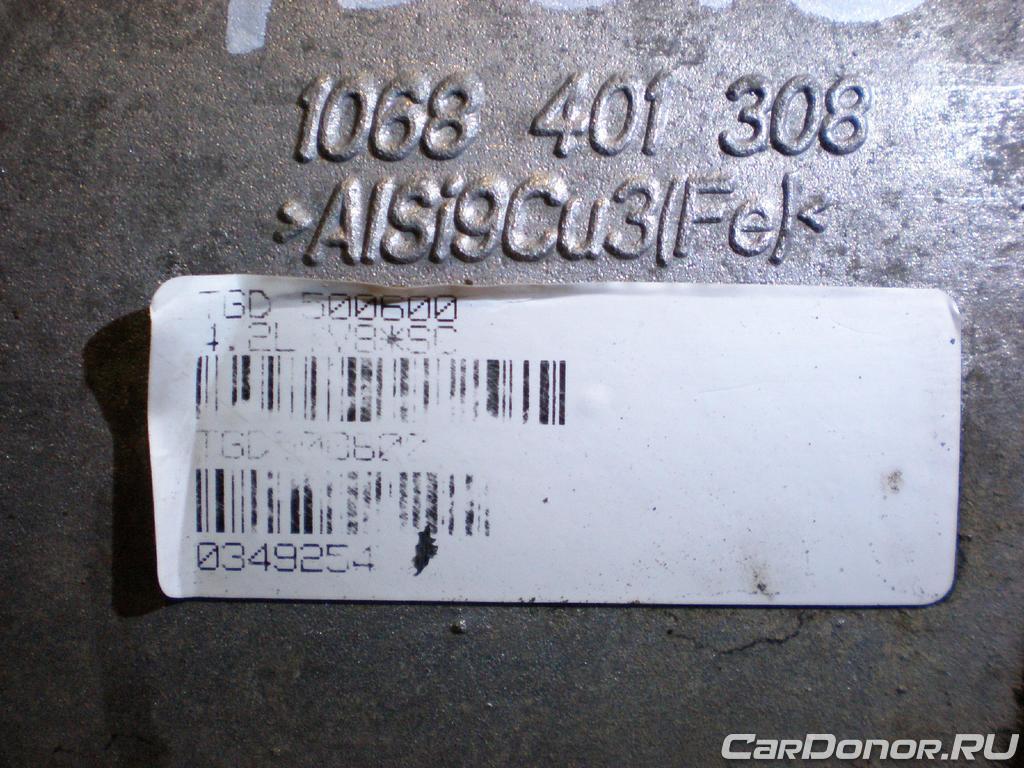 1068 401 308
>AlSi9Cu3(Fe)<
TGD 500600
0349254
CarDonor.RU